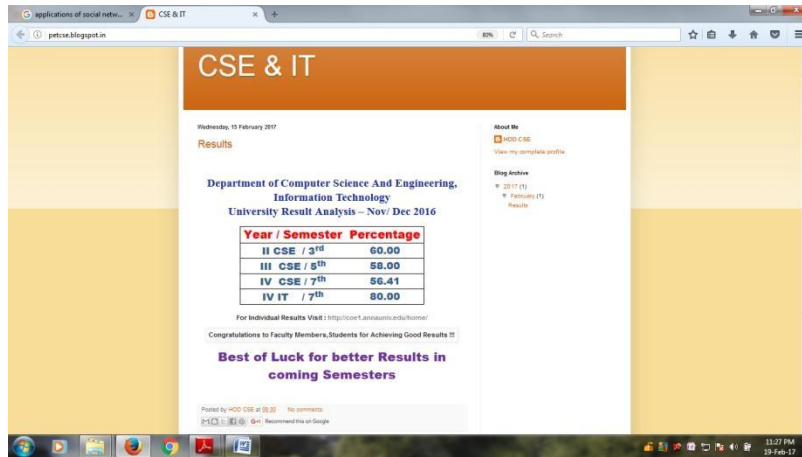 applications of social netw...
CSE & IT
petcse.blogspot.in
80%
Search
CSE & IT
Wednesday, 15 February 2017
Results
Department of Computer Science And Engineering,
Information Technology
University Result Analysis – Nov/ Dec 2016
Year / Semester Percentage
II CSE / 3rd 60.00
III CSE / 5th 58.00
IV CSE / 7th 56.41
IV IT / 7th 80.00
For Individual Results Visit : http://coe1.annauniv.edu/home/
Congratulations to Faculty Members,Students for Achieving Good Results !!!
Best of Luck for better Results in
coming Semesters
Posted by HOD CSE at No comments:
G+1 Recommend this on Google
About Me
HOD CSE
View my complete profile
Blog Archive
▼ 2017 (1)
▼ February (1)
Results
11:27 PM
19-Feb-17